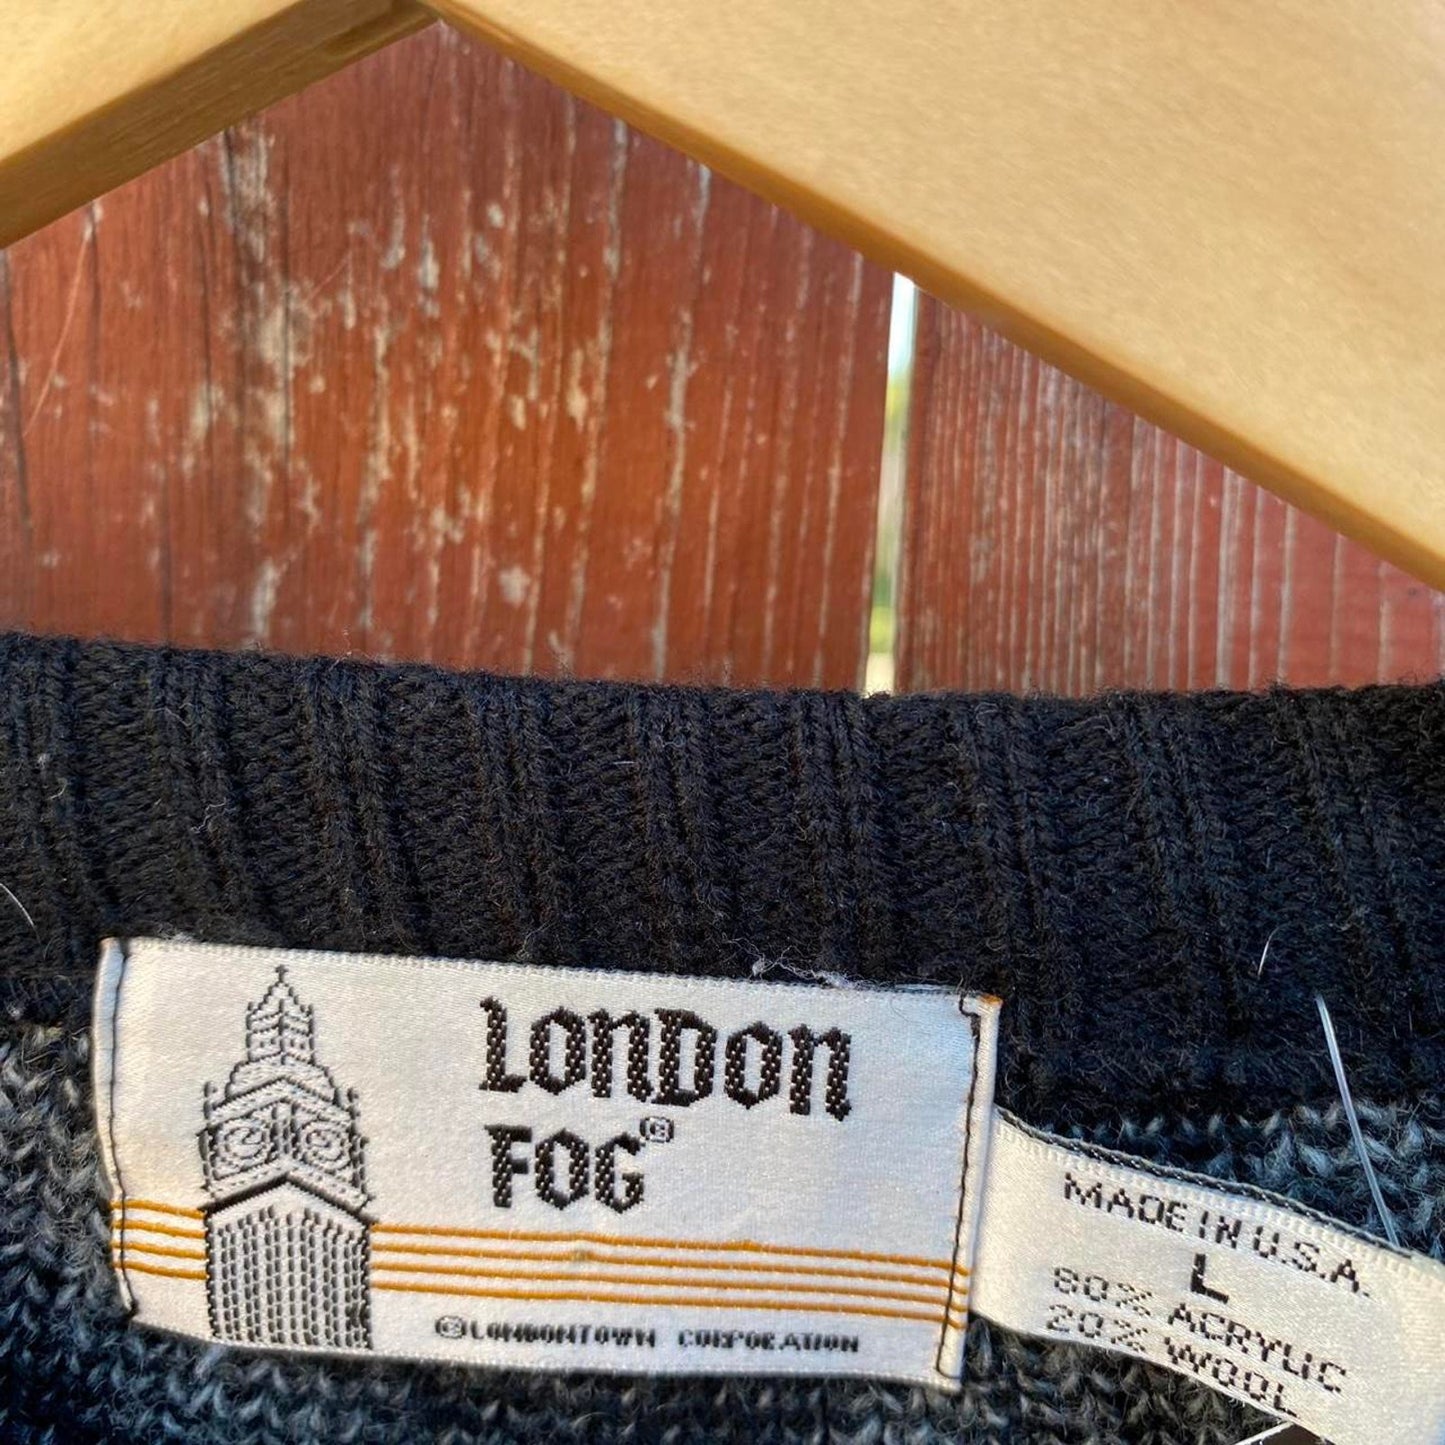 LONDON
FOG®
©LONDONTOWN CORPORATION
MADE IN U.S.A.
L
80% ACRYLIC
20% WOOL